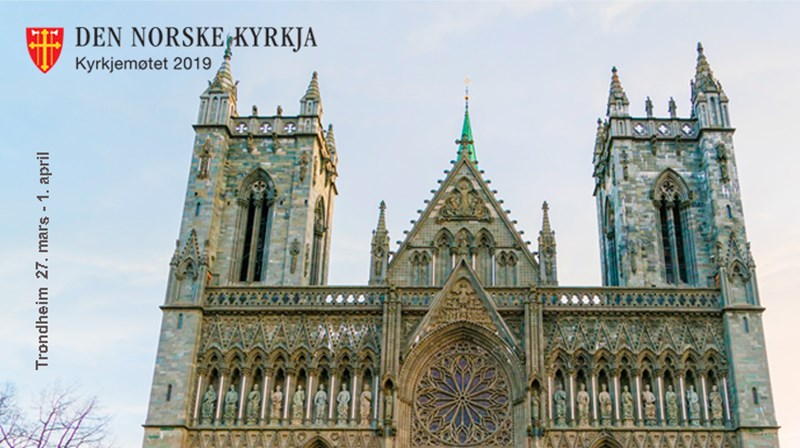 DEN NORSKE KYRKJA
Kyrkjemøtet 2019
Trondheim 27. mars - 1. april